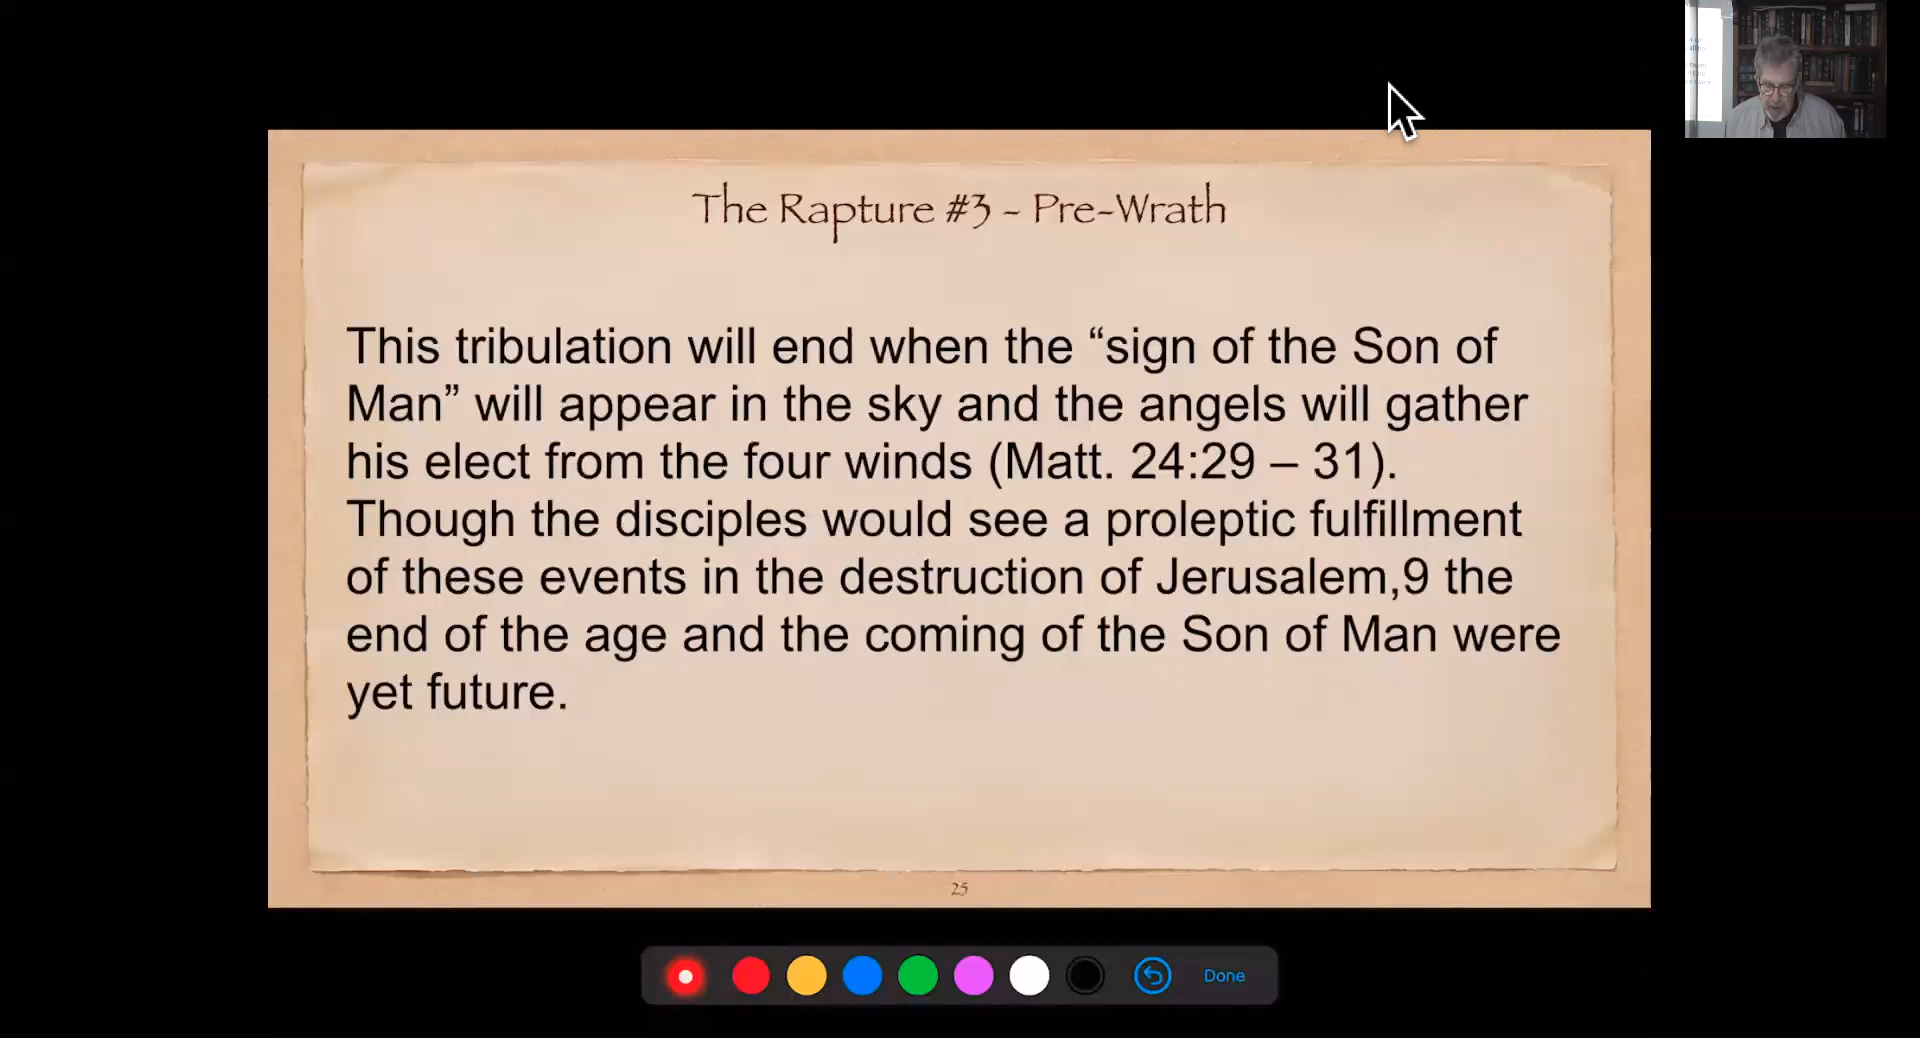 The Rapture #3 - Pre-Wrath
This tribulation will end when the “sign of the Son of
Man” will appear in the sky and the angels will gather
his elect from the four winds (Matt. 24:29 – 31).
Though the disciples would see a proleptic fulfillment
of these events in the destruction of Jerusalem,9 the
end of the age and the coming of the Son of Man were
yet future.
25
Done